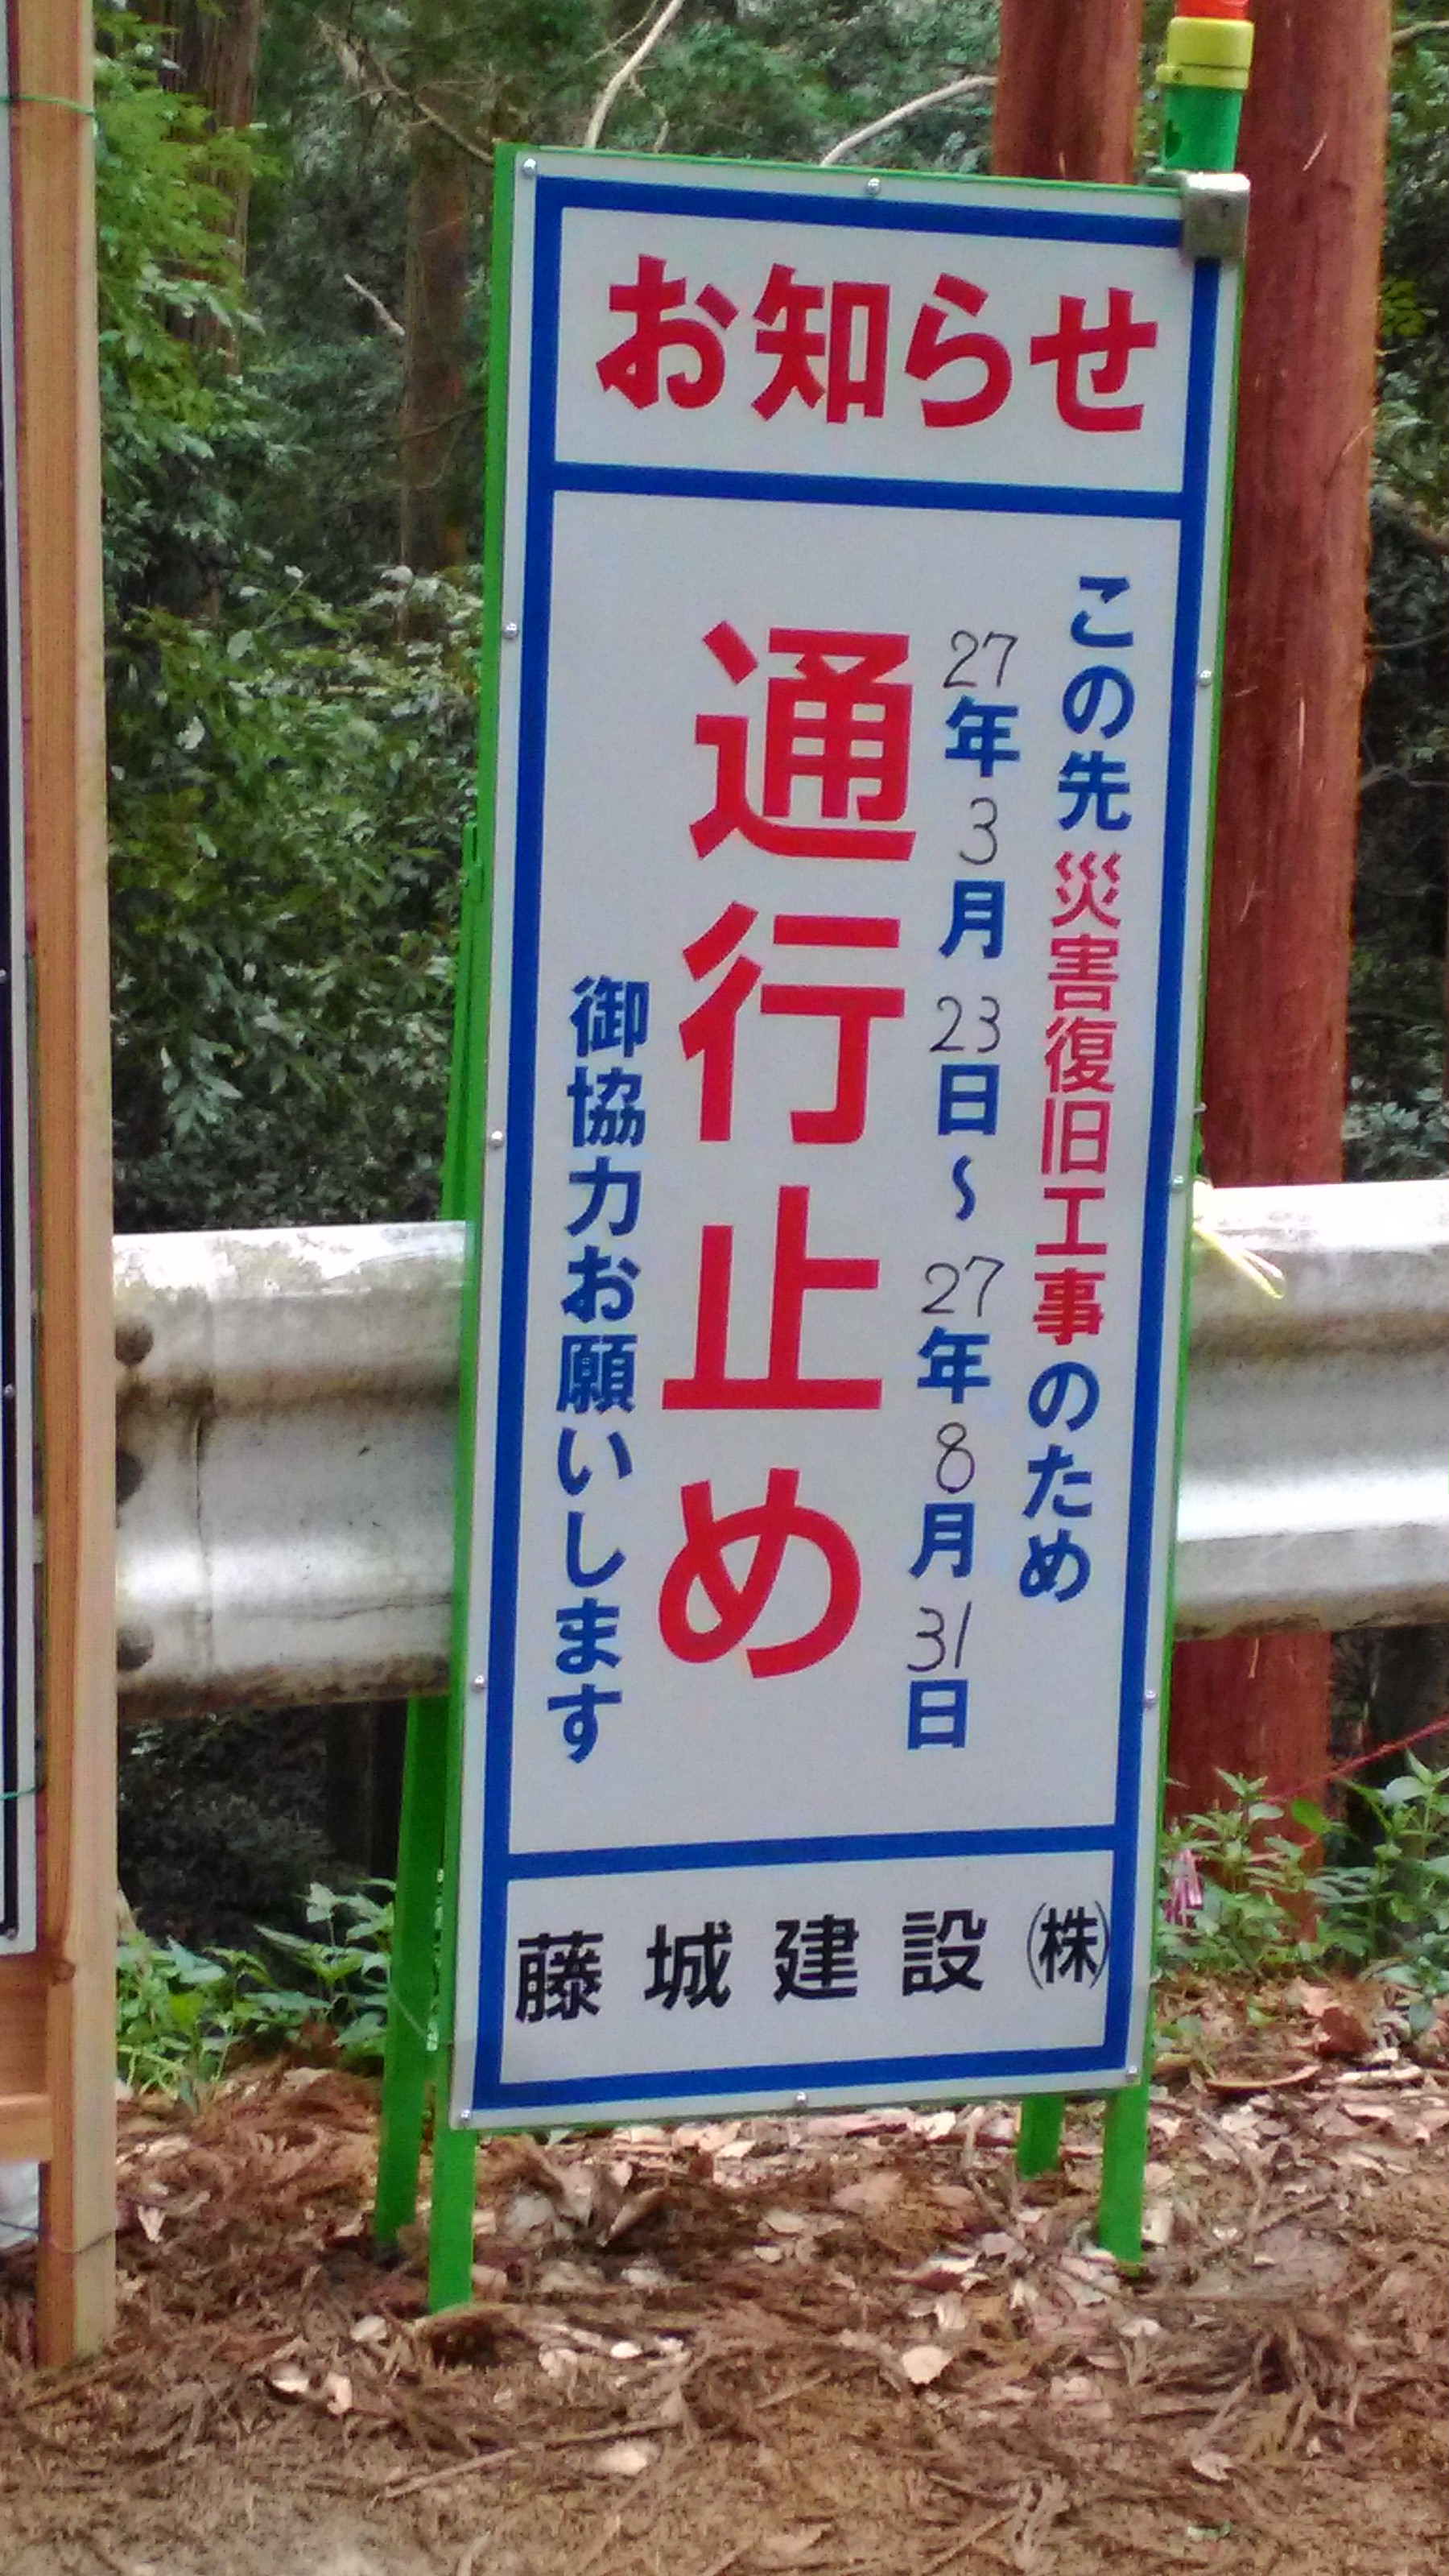 お知らせ
この先災害復旧工事のため
27年3月23日～27年8月31日
通行止め
御協力お願いします
藤城建設㈱